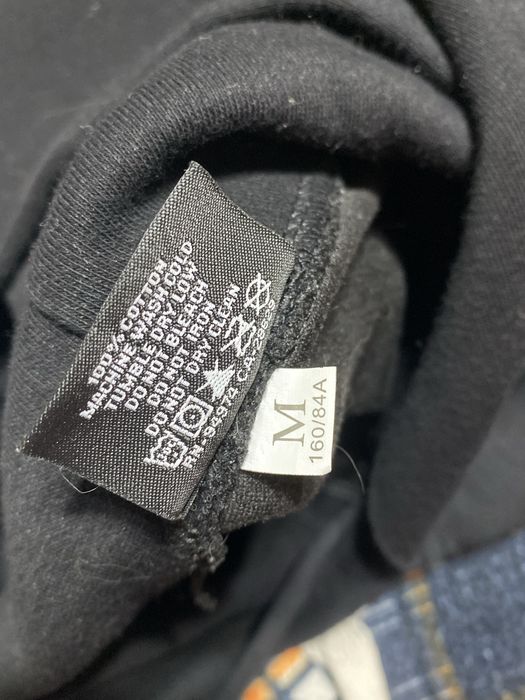 100% COTTON
MACHINE WASH COLD
TUMBLE DRY LOW
DO NOT BLEACH
DO NOT IRON
DO NOT DRY CLEAN
M
160/84A